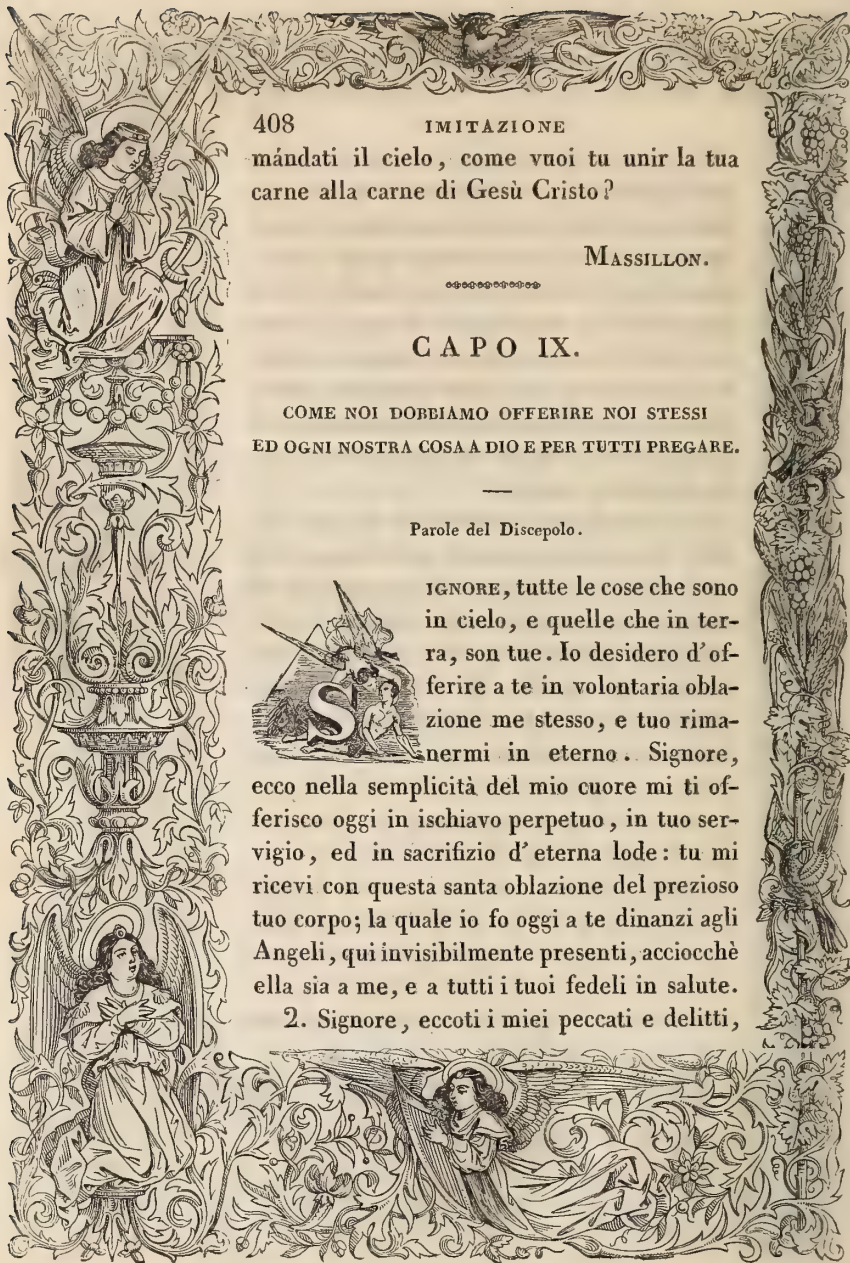 408 IMITAZIONE
mándati il cielo, come vuoi tu unir la tua
carne alla carne di Gesù Cristo?
MASSILLON.
CAPO IX.
COME NOI DOBBIAMO OFFERIRE NOI STESSI
ED OGNI NOSTRA COSA A DIO E PER TUTTI PREGARE.
Parole del Discepolo.
SIGNORE, tutte le cose che sono
in cielo, e quelle che in ter-
ra, son tue. Io desidero d'of-
ferire a te in volontaria obla-
zione me stesso, e tuo rima-
nermi in eterno. Signore,
ecco nella semplicità del mio cuore mi ti of-
ferisco oggi in ischiavo perpetuo, in tuo ser-
vigio, ed in sacrifizio d'eterna lode: tu mi
ricevi con questa santa oblazione del prezioso
tuo corpo; la quale io fo oggi a te dinanzi agli
Angeli, qui invisibilmente presenti, acciocchè
ella sia a me, e a tutti i tuoi fedeli in salute.
2. Signore, eccoti i miei peccati e delitti,